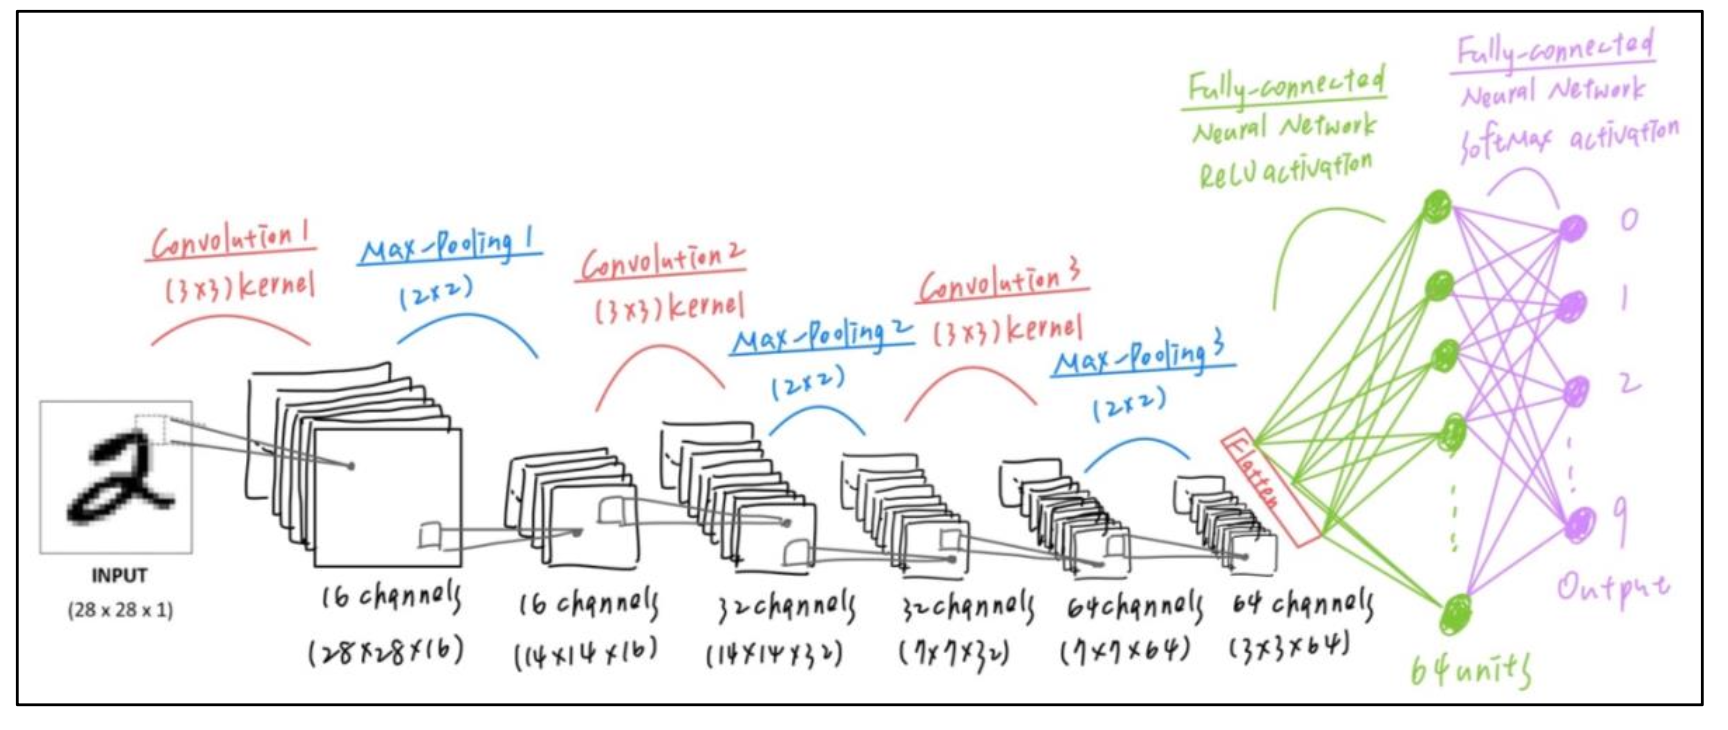 Convolution 1
(3x3) kernel
Max-Pooling 1
(2x2)
Convolution 2
(3x3) kernel
Max-Pooling 2
(2x2)
Convolution 3
(3x3) kernel
Max-Pooling 3
(2x2)
Fully-connected
Neural Network
ReLU activation
Fully-connected
Neural Network
SoftMax activation
INPUT
(28 x 28 x 1)
16 channels
(28x28x16)
16 channels
(14x14x16)
32 channels
(14x14x32)
32 channels
(7x7x32)
64 channels
(7x7x64)
64 channels
(3x3x64)
Flatten
64 units
0
1
2
9
Output